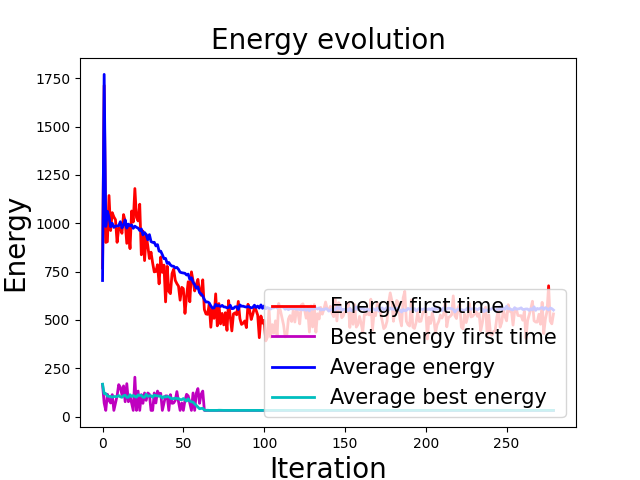 Energy evolution
Energy
1750
1500
1250
1000
750
500
250
0
Energy first time
Best energy first time
Average energy
Average best energy
0 50 100 150 200 250
Iteration